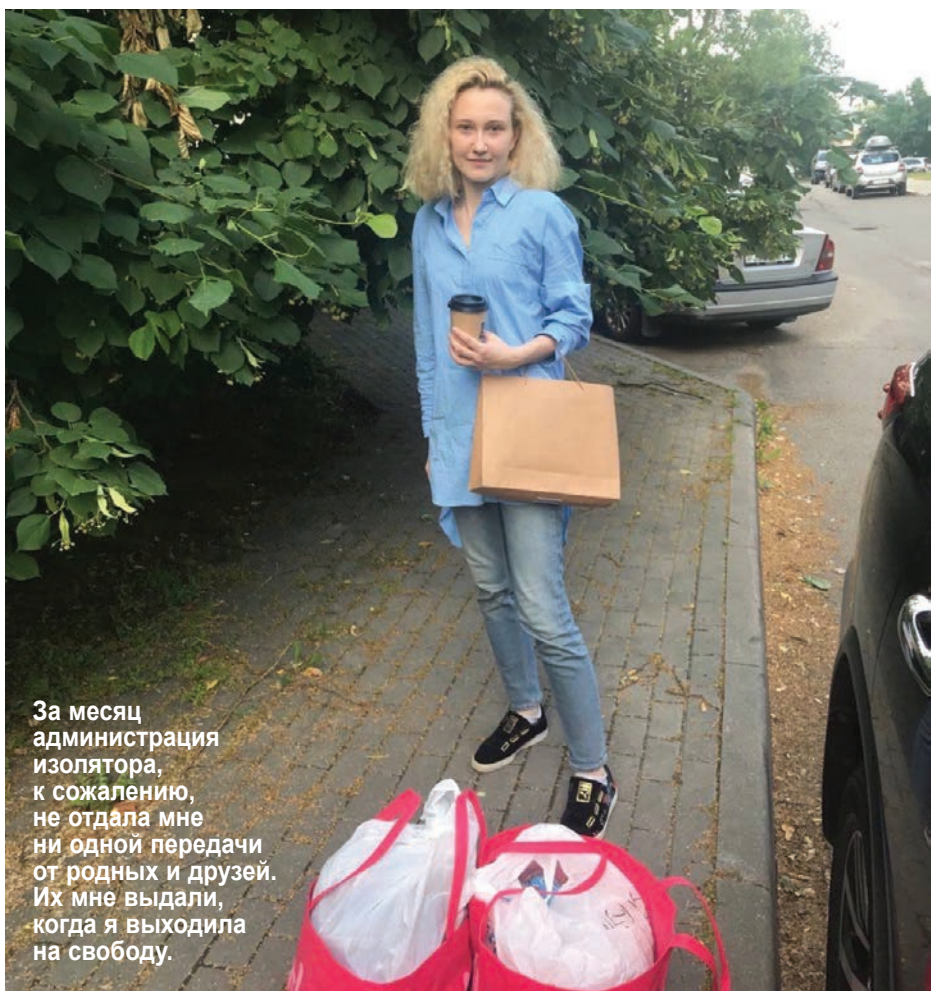 За месяц
администрация
изолятора,
к сожалению,
не отдала мне
ни одной передачи
от родных и друзей.
Их мне выдали,
когда я выходила
на свободу.